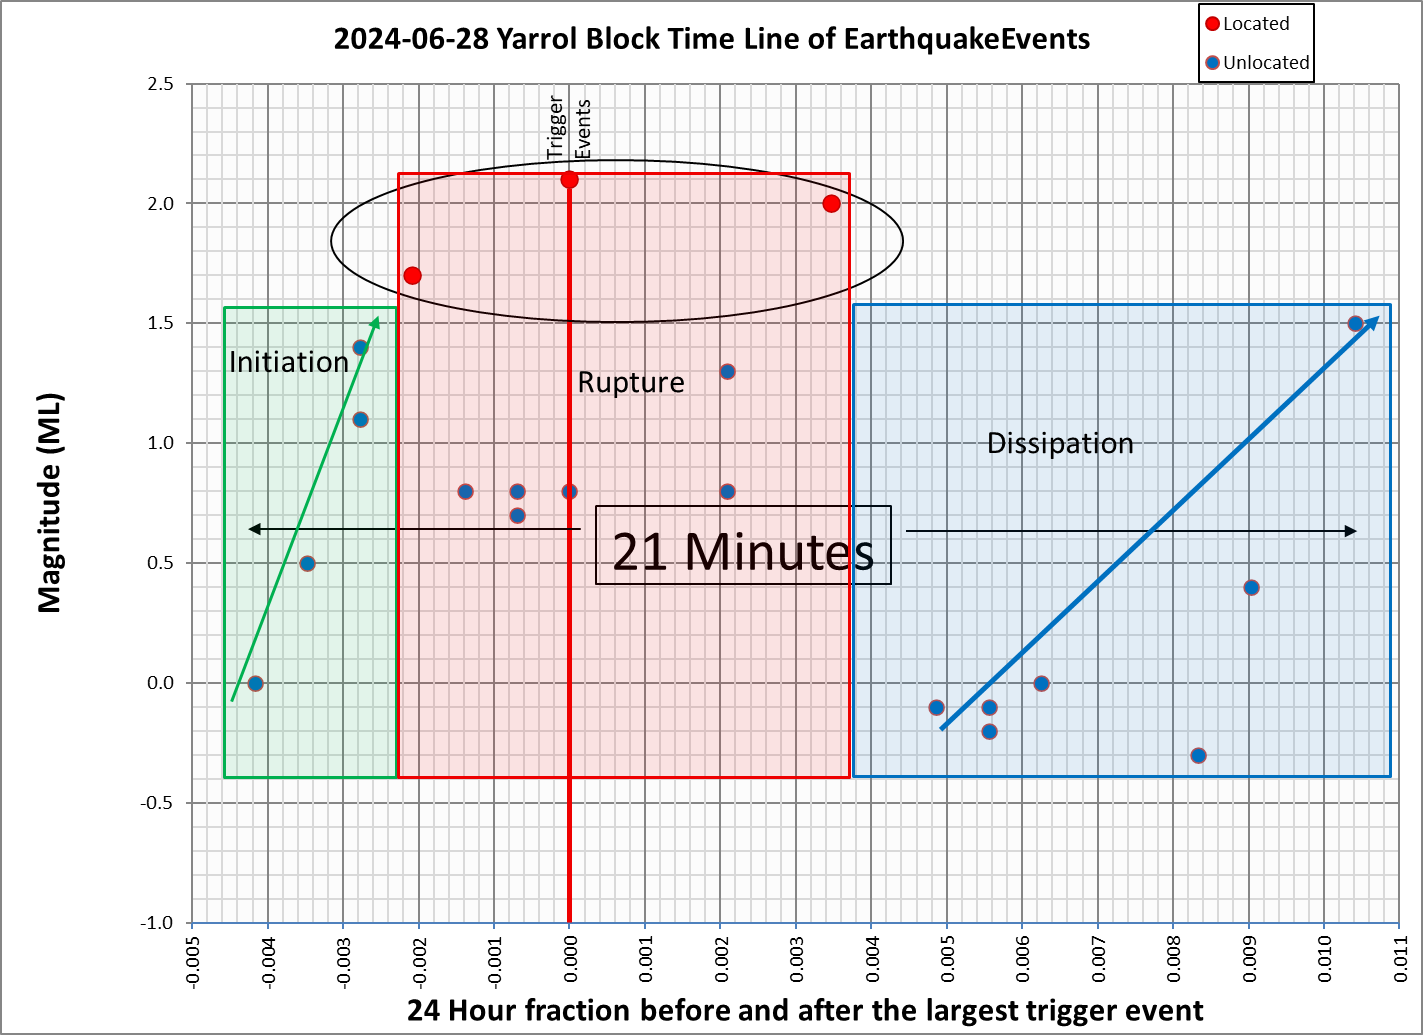 2024-06-28 Yarrol Block Time Line of EarthquakeEvents
Located
Unlocated
Magnitude (ML)
2.5
2.0
1.5
1.0
0.5
0.0
-0.5
-1.0
Trigger
Events
Initiation
Rupture
Dissipation
21 Minutes
-0.005
-0.004
-0.003
-0.002
-0.001
0.000
0.001
0.002
0.003
0.004
0.005
0.006
0.007
0.008
0.009
0.010
0.011
24 Hour fraction before and after the largest trigger event